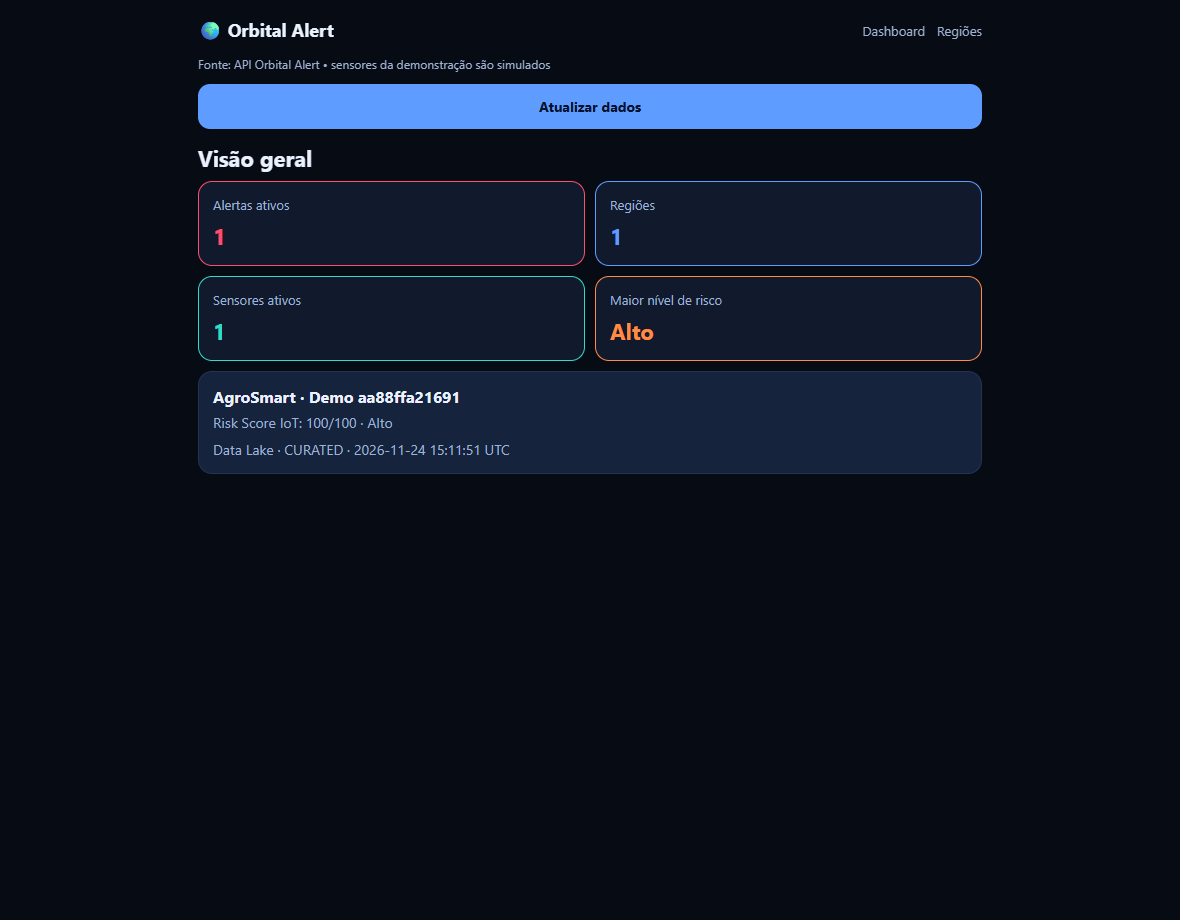 Orbital Alert
Dashboard Regiões
Fonte: API Orbital Alert • sensores da demonstração são simulados
Atualizar dados
Visão geral
Alertas ativos
1
Regiões
1
Sensores ativos
1
Maior nível de risco
Alto
AgroSmart · Demo aa88ffa21691
Risk Score IoT: 100/100 · Alto
Data Lake · CURATED · 2026-11-24 15:11:51 UTC